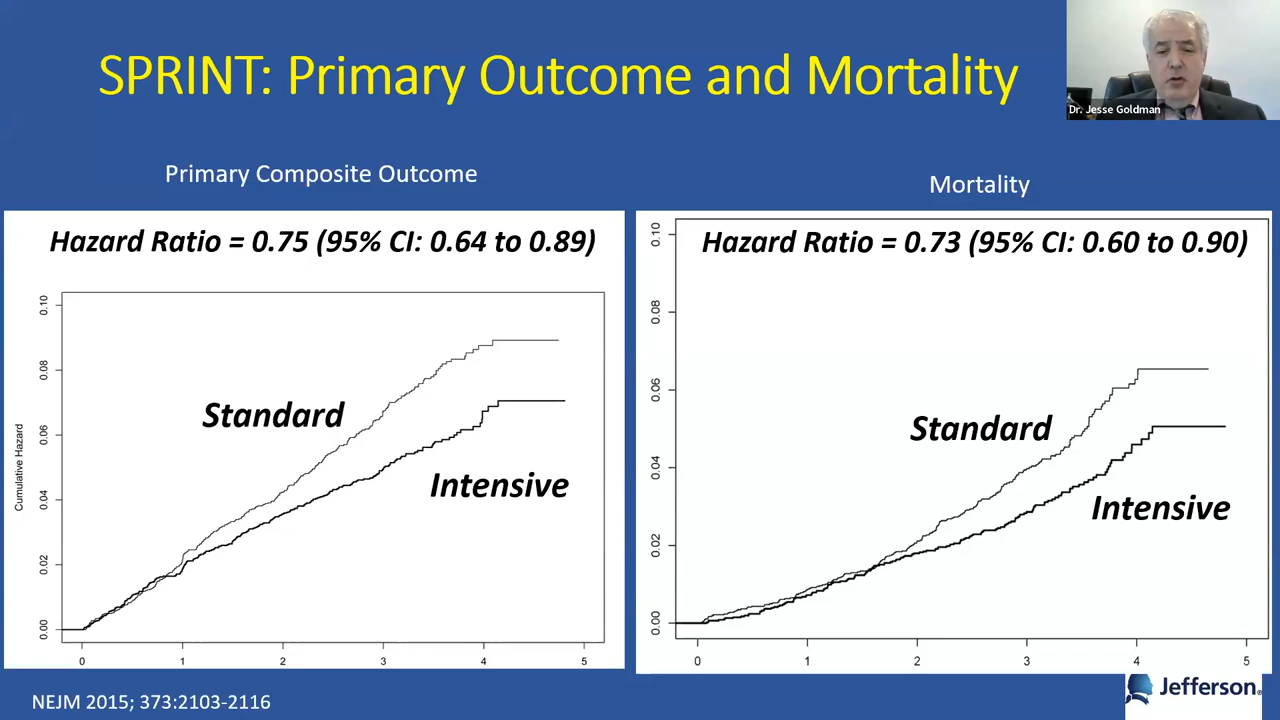 SPRINT: Primary Outcome and Mortality
Dr. Jesse Goldman
Primary Composite Outcome
Mortality
Hazard Ratio = 0.75 (95% CI: 0.64 to 0.89)
Cumulative Hazard
0.10
0.08
0.06
0.04
0.02
0.00
Standard
Intensive
0 1 2 3 4 5
Hazard Ratio = 0.73 (95% CI: 0.60 to 0.90)
0.10
0.08
0.06
0.04
0.02
0.00
Standard
Intensive
0 1 2 3 4 5
NEJM 2015; 373:2103-2116
Jefferson.